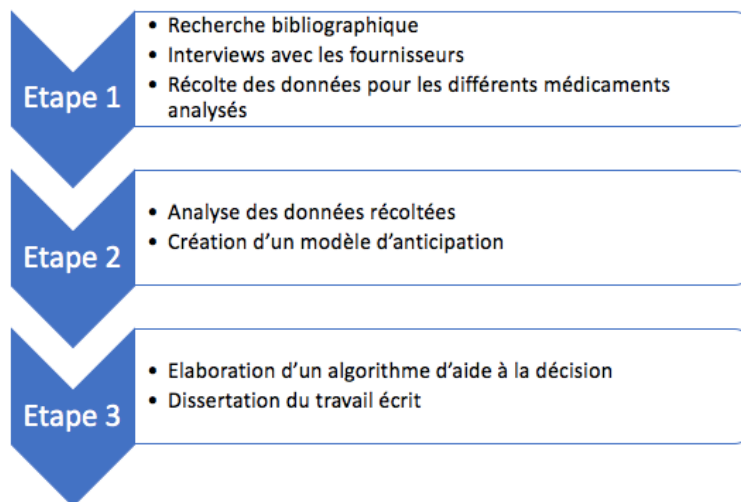 Etape 1
• Recherche bibliographique
• Interviews avec les fournisseurs
• Récolte des données pour les différents médicaments
analysés
Etape 2
• Analyse des données récoltées
• Création d'un modèle d'anticipation
Etape 3
• Elaboration d'un algorithme d'aide à la décision
• Dissertation du travail écrit